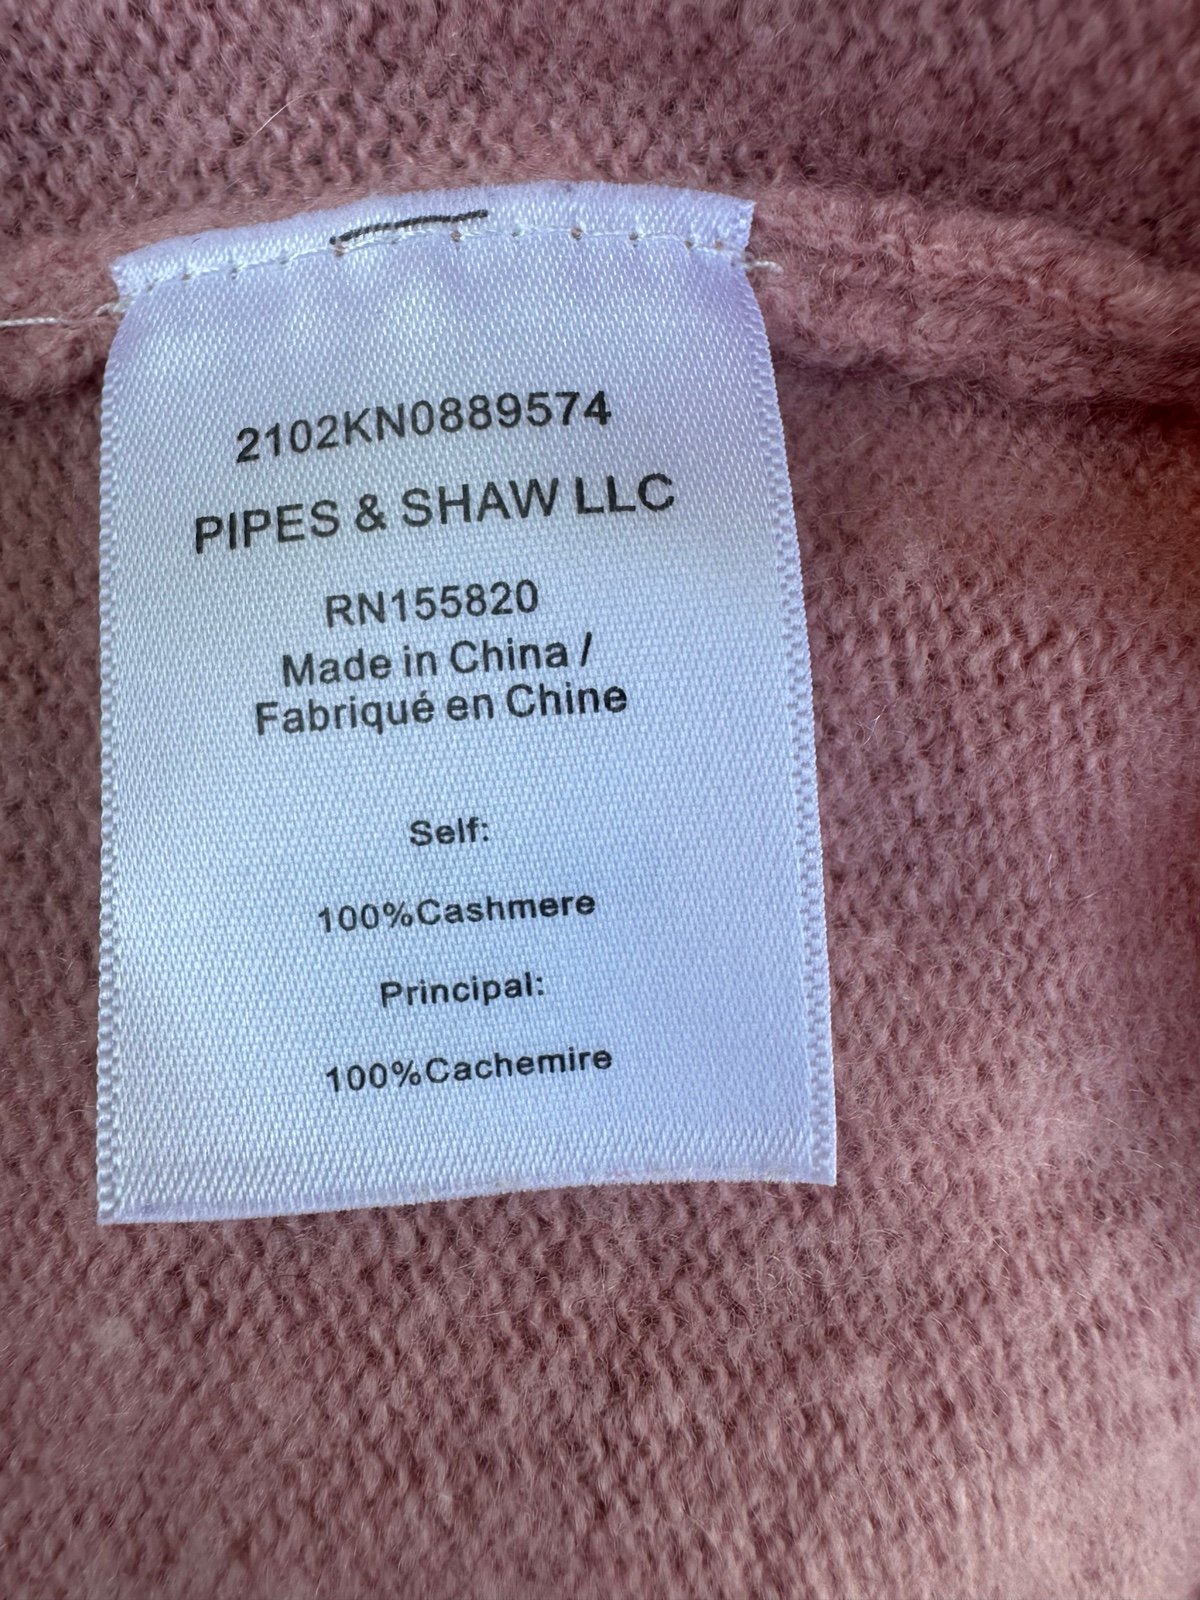 2102KN0889574
PIPES & SHAW LLC
RN155820
Made in China /
Fabriqué en Chine
Self:
100%Cashmere
Principal:
100%Cachemire